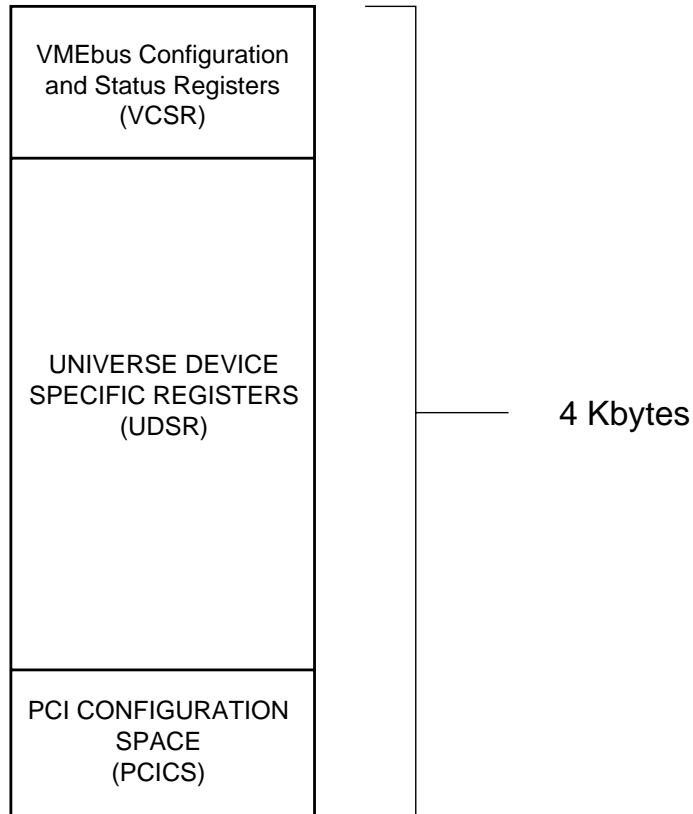 VMEbus Configuration
and Status Registers
(VCSR)
UNIVERSE DEVICE
SPECIFIC REGISTERS
(UDSR)
4 Kbytes
PCI CONFIGURATION
SPACE
(PCICS)